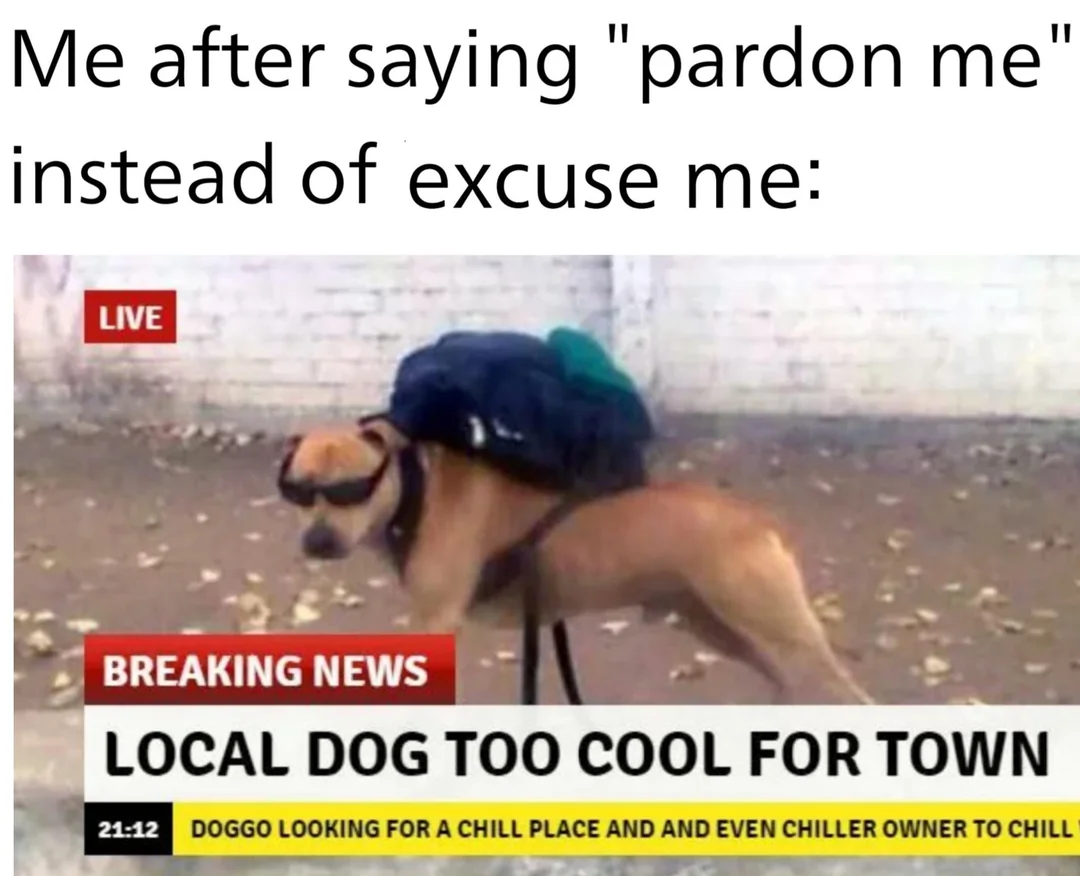 Me after saying "pardon me"
instead of excuse me:
LIVE
BREAKING NEWS
LOCAL DOG TOO COOL FOR TOWN
21:12 DOGGO LOOKING FOR A CHILL PLACE AND AND EVEN CHILLER OWNER TO CHILL